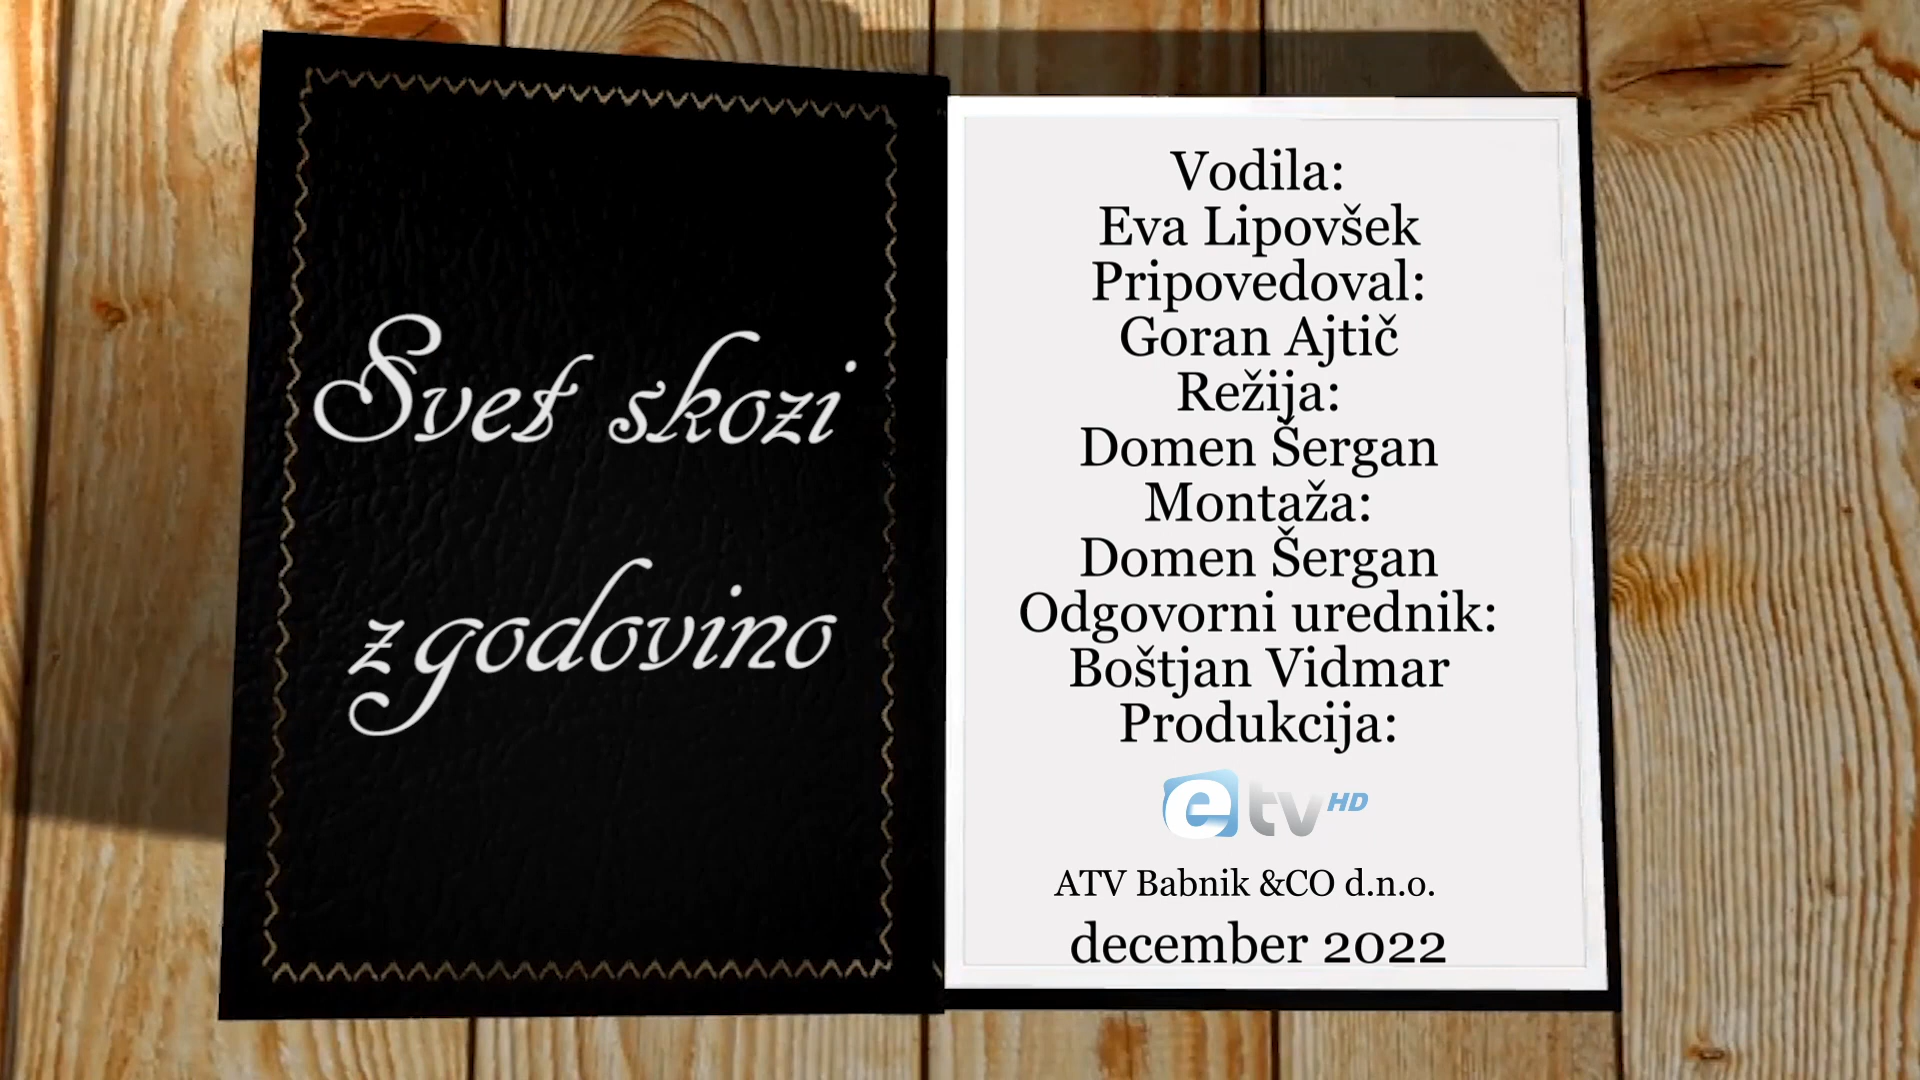 Svet skozi
zgodovino
Vodila:
Eva Lipovšek
Pripovedoval:
Goran Ajtič
Režija:
Domen Šergan
Montaža:
Domen Šergan
Odgovorni urednik:
Boštjan Vidmar
Produkcija:
etv HD
ATV Babnik &CO d.n.o.
december 2022